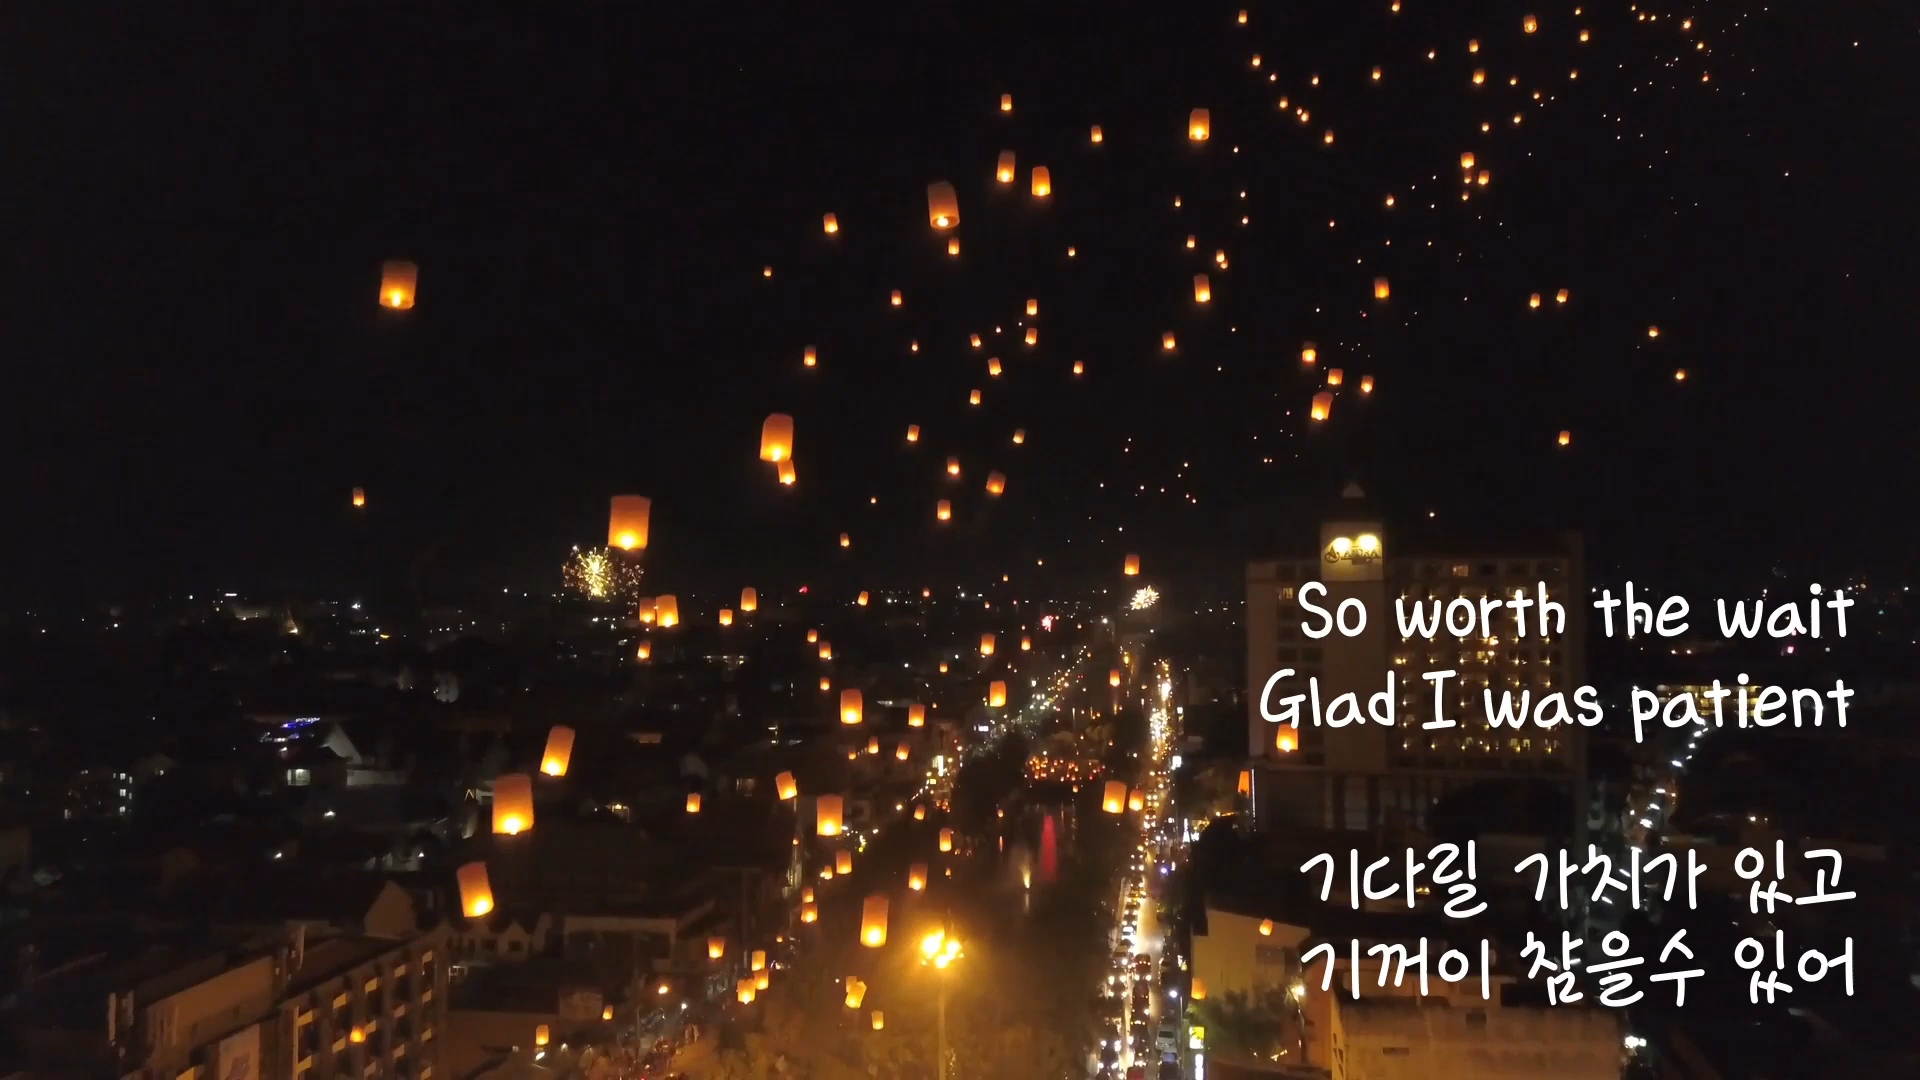 So worth the wait
Glad I was patient
기다릴 가치가 있고
기꺼이 참을수 있어